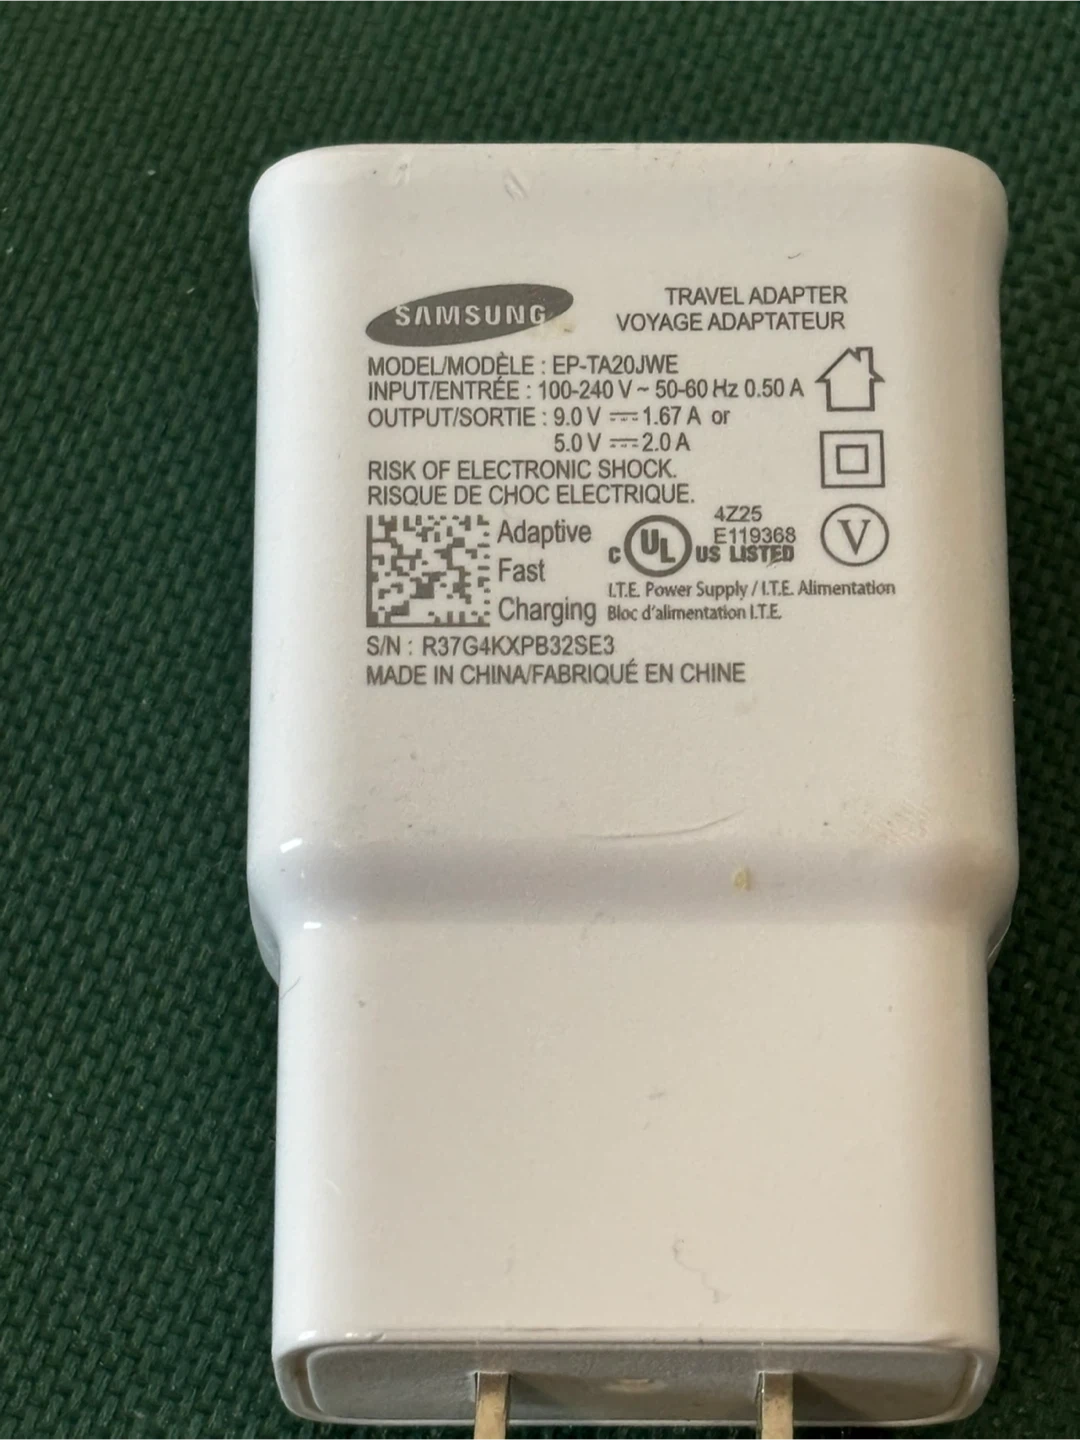 SAMSUNG
TRAVEL ADAPTER
VOYAGE ADAPTATEUR
MODEL/MODÈLE : EP-TA20JWE
INPUT/ENTRÉE : 100-240 V ~ 50-60 Hz 0.50 A
OUTPUT/SORTIE : 9.0 V ⎓ 1.67 A or
5.0 V ⎓ 2.0 A
RISK OF ELECTRONIC SHOCK.
RISQUE DE CHOC ELECTRIQUE.
Adaptive
Fast
Charging
4Z25
E119368
C UL US LISTED
V
I.T.E. Power Supply / I.T.E. Alimentation
Bloc d'alimentation I.T.E.
S/N : R37G4KXPB32SE3
MADE IN CHINA/FABRIQUÉ EN CHINE